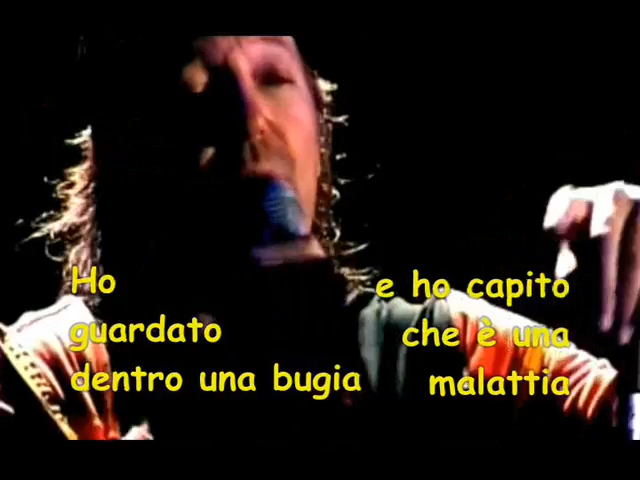 Ho
guardato
dentro una bugia
e ho capito
che è una
malattia